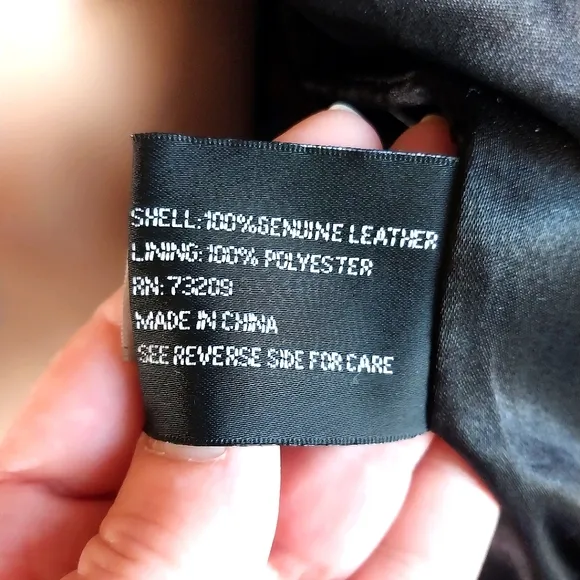 SHELL:100%GENUINE LEATHER
LINING:100% POLYESTER
RN:73209
MADE IN CHINA
SEE REVERSE SIDE FOR CARE